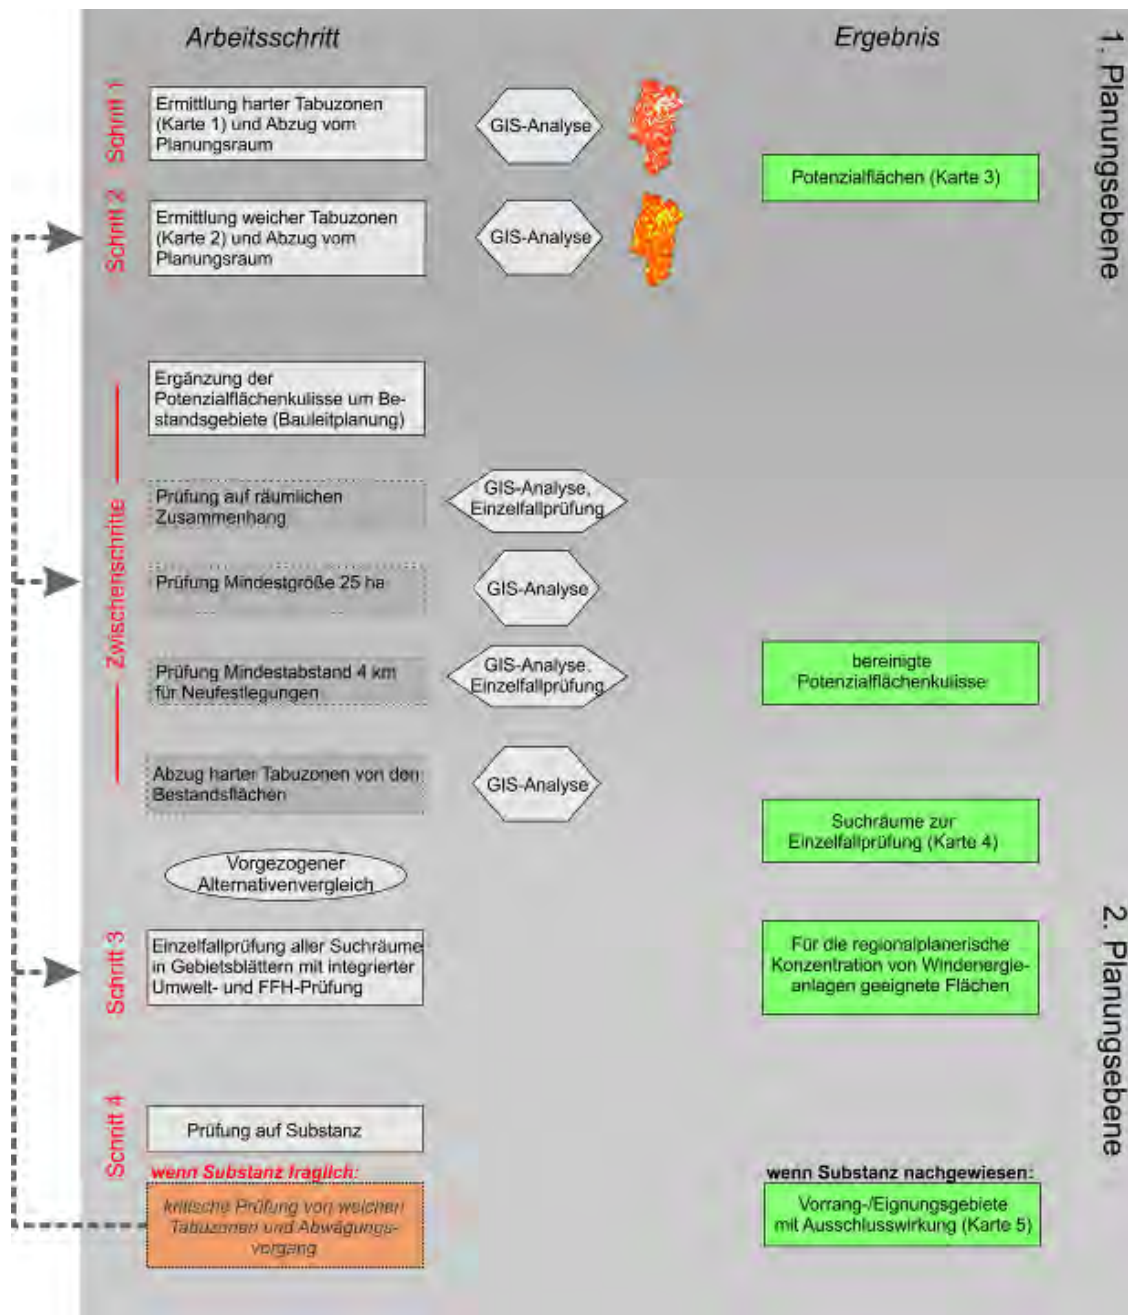 Arbeitsschritt
Ergebnis
1. Planungsebene
Schritt 1
Ermittlung harter Tabuzonen
(Karte 1) und Abzug vom
Planungsraum
GIS-Analyse
Potenzialflächen (Karte 3)
Schritt 2
Ermittlung weicher Tabuzonen
(Karte 2) und Abzug vom
Planungsraum
GIS-Analyse
Zwischenschritte
Ergänzung der
Potenzialflächenkulisse um Be-
standsgebiete (Bauleitplanung)
Prüfung auf räumlichen
Zusammenhang
GIS-Analyse,
Einzelfallprüfung
Prüfung Mindestgröße 25 ha
GIS-Analyse
Prüfung Mindestabstand 4 km
für Neufestlegungen
GIS-Analyse,
Einzelfallprüfung
bereinigte
Potenzialflächenkulisse
Abzug harter Tabuzonen von den
Bestandsflächen
GIS-Analyse
Suchräume zur
Einzelfallprüfung (Karte 4)
Vorgezogener
Alternativenvergleich
2. Planungsebene
Schritt 3
Einzelfallprüfung aller Suchräume
in Gebietsblättern mit integrierter
Umwelt- und FFH-Prüfung
Für die regionalplanerische
Konzentration von Windenergie-
anlagen geeignete Flächen
Schritt 4
Prüfung auf Substanz
wenn Substanz fraglich:
kritische Prüfung von weichen
Tabuzonen und Abwägungs-
vorgang
wenn Substanz nachgewiesen:
Vorrang-/Eignungsgebiete
mit Ausschlusswirkung (Karte 5)